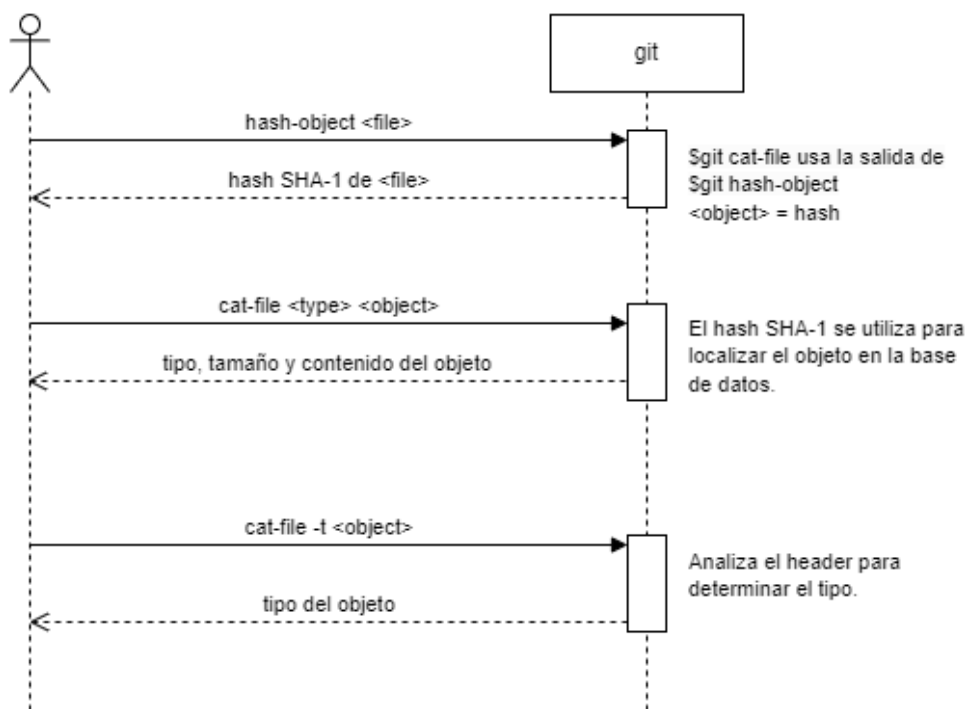 git
hash-object <file>
$git cat-file usa la salida de
$git hash-object
<object> = hash
hash SHA-1 de <file>
cat-file <type> <object>
El hash SHA-1 se utiliza para
localizar el objeto en la base
de datos.
tipo, tamaño y contenido del objeto
cat-file -t <object>
Analiza el header para
determinar el tipo.
tipo del objeto